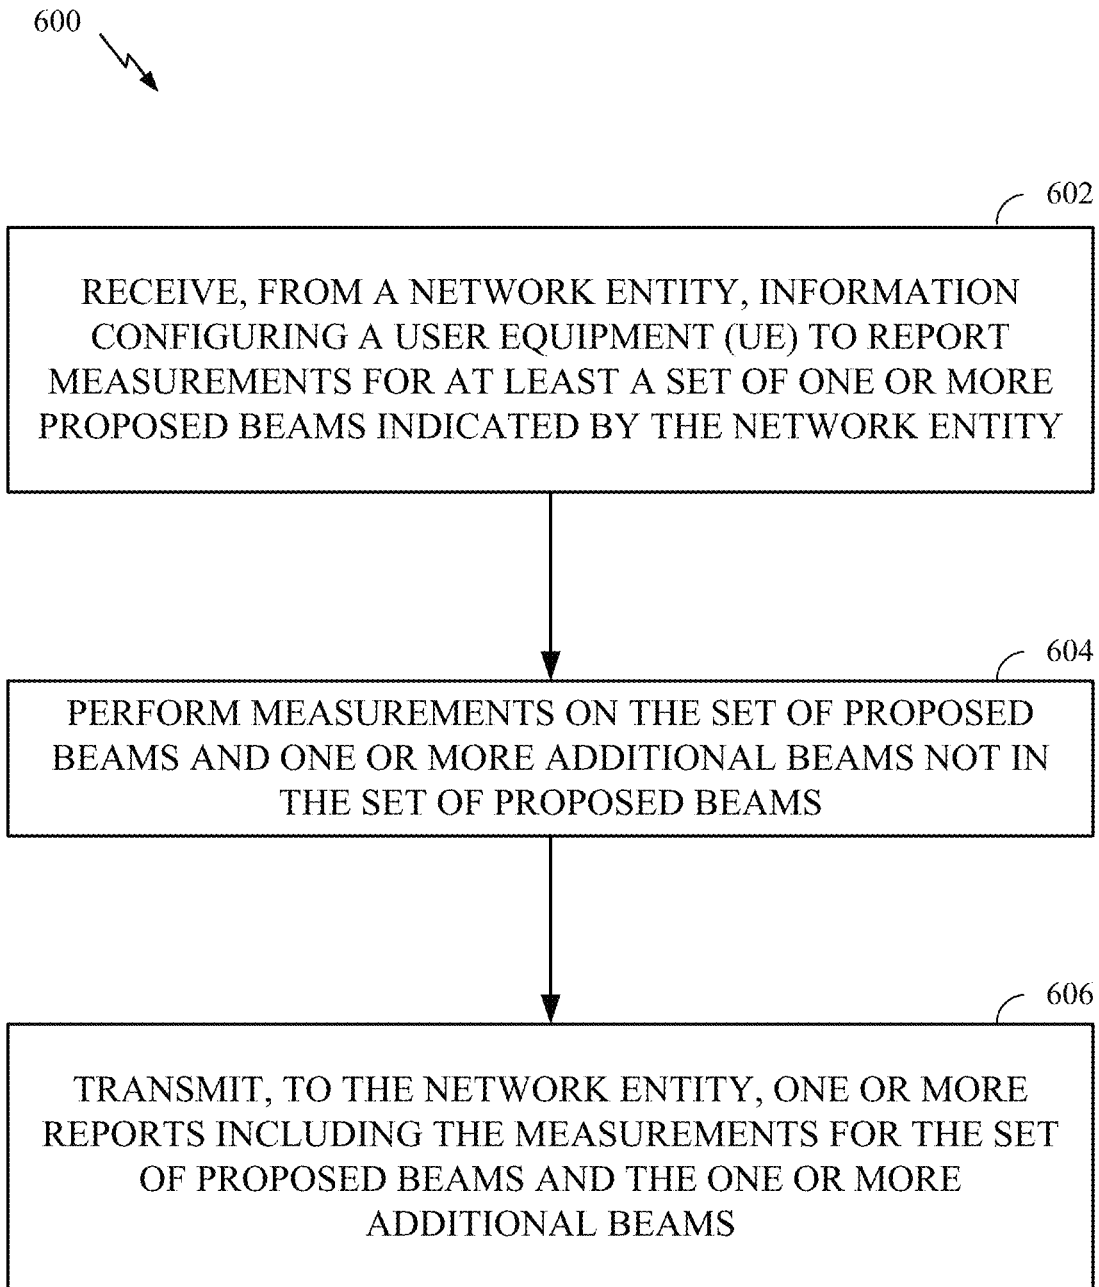 600
602
RECEIVE, FROM A NETWORK ENTITY, INFORMATION
CONFIGURING A USER EQUIPMENT (UE) TO REPORT
MEASUREMENTS FOR AT LEAST A SET OF ONE OR MORE
PROPOSED BEAMS INDICATED BY THE NETWORK ENTITY
604
PERFORM MEASUREMENTS ON THE SET OF PROPOSED
BEAMS AND ONE OR MORE ADDITIONAL BEAMS NOT IN
THE SET OF PROPOSED BEAMS
606
TRANSMIT, TO THE NETWORK ENTITY, ONE OR MORE
REPORTS INCLUDING THE MEASUREMENTS FOR THE SET
OF PROPOSED BEAMS AND THE ONE OR MORE
ADDITIONAL BEAMS